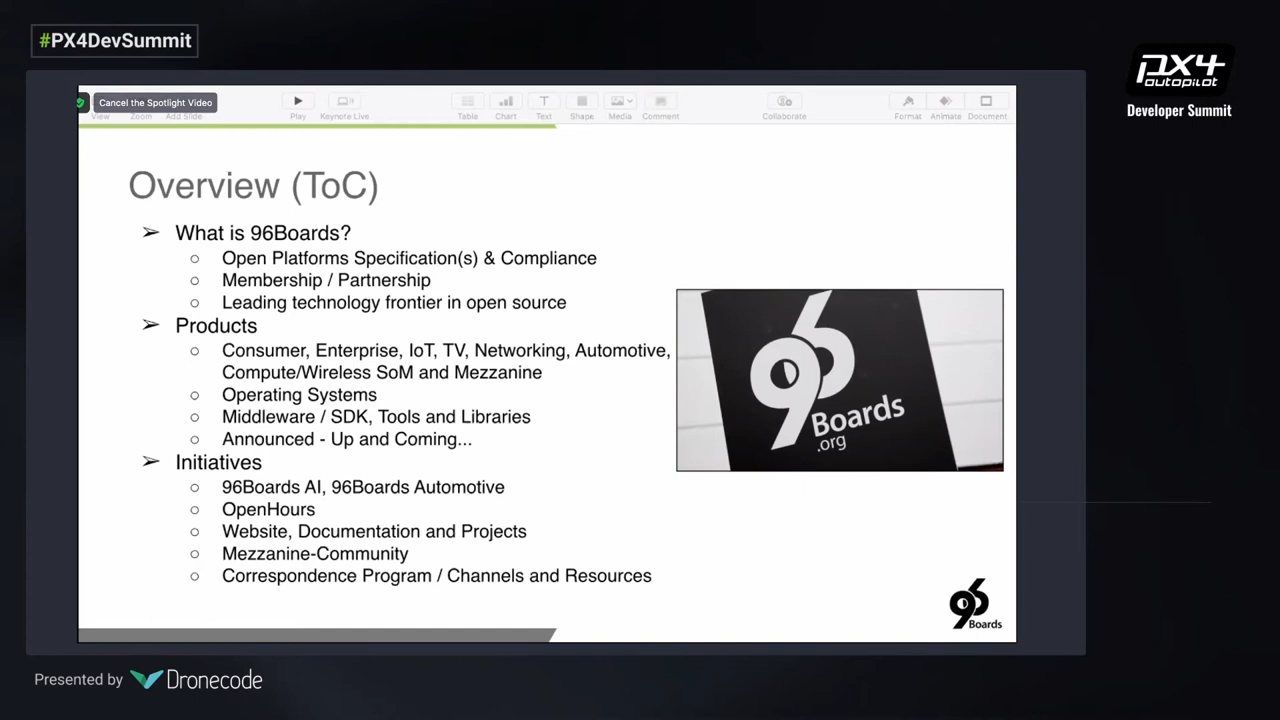 #PX4DevSummit
PX4
autopilot
Developer Summit
Cancel the Spotlight Video
View Zoom Add Slide Play Keynote Live Table Chart Text Shape Media Comment Collaborate Format Animate Document
Overview (ToC)
➢ What is 96Boards?
○ Open Platforms Specification(s) & Compliance
○ Membership / Partnership
○ Leading technology frontier in open source
➢ Products
○ Consumer, Enterprise, IoT, TV, Networking, Automotive,
Compute/Wireless SoM and Mezzanine
○ Operating Systems
○ Middleware / SDK, Tools and Libraries
○ Announced - Up and Coming...
➢ Initiatives
○ 96Boards AI, 96Boards Automotive
○ OpenHours
○ Website, Documentation and Projects
○ Mezzanine-Community
○ Correspondence Program / Channels and Resources
96
Boards
.org
96
Boards
Presented by Dronecode